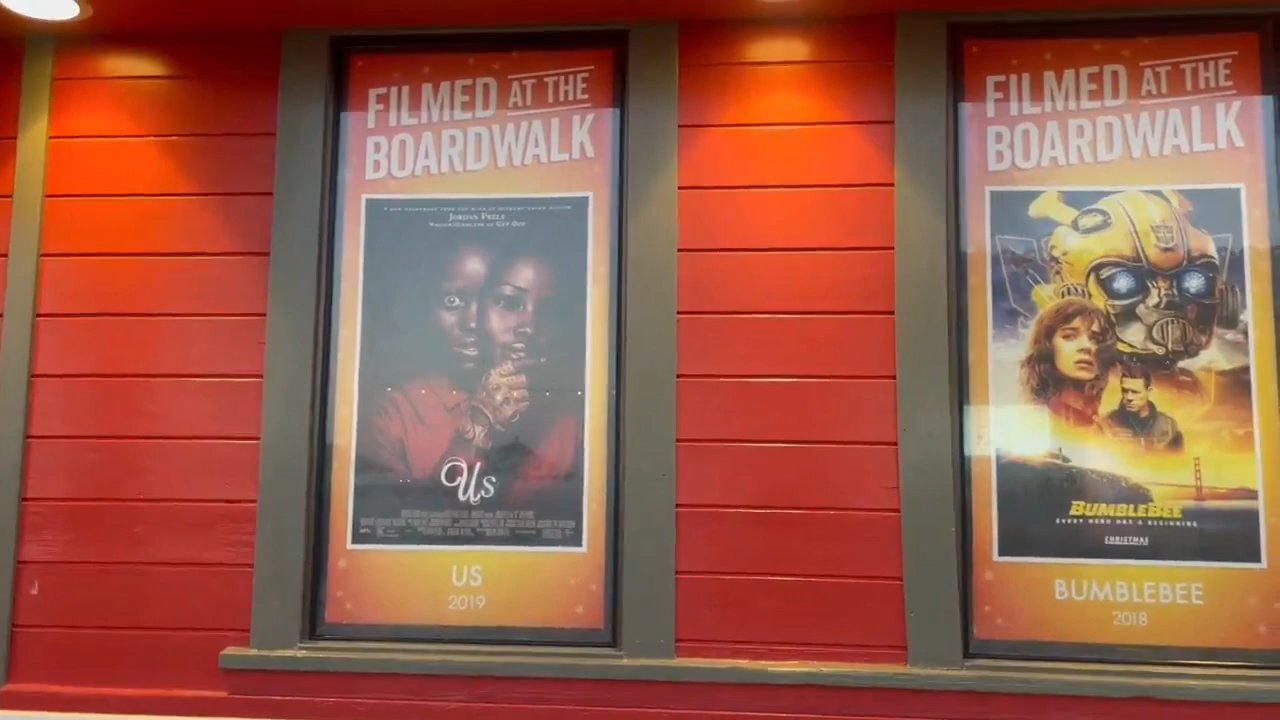 FILMED AT THE
BOARDWALK
JORDAN PEELE
Us
US
2019
FILMED AT THE
BOARDWALK
BUMBLEBEE
EVERY HERO HAS A BEGINNING
CHRISTMAS
BUMBLEBEE
2018